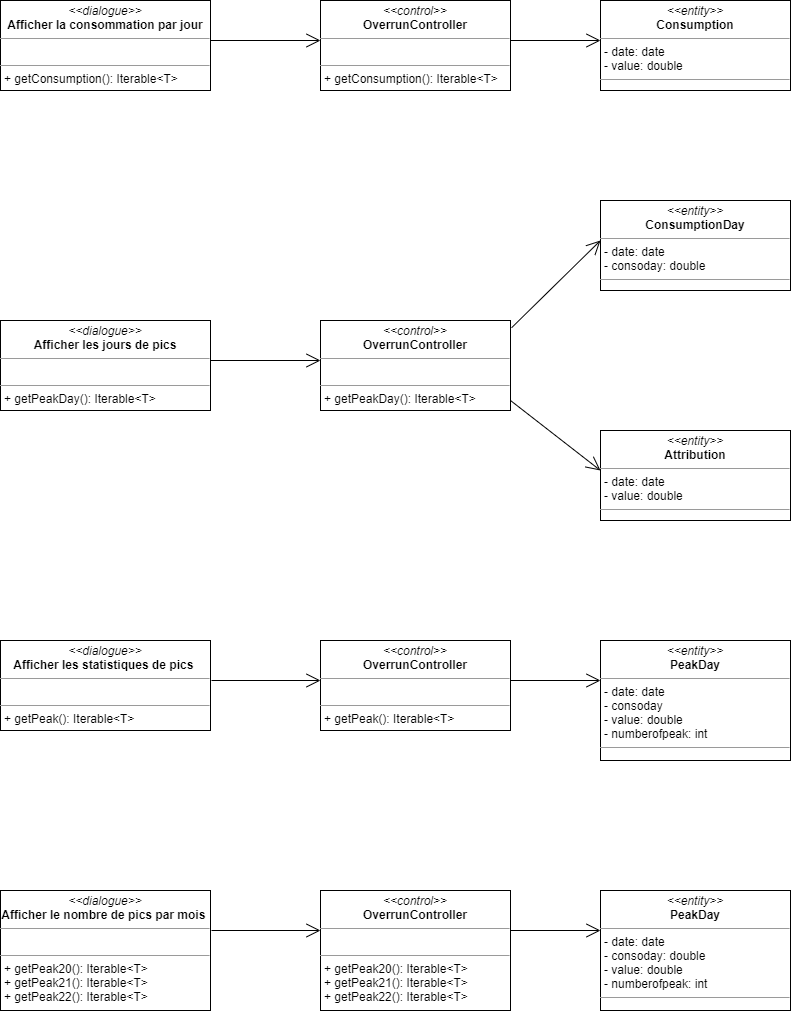 <<dialogue>>
Afficher la consommation par jour
+ getConsumption(): Iterable<T>
<<control>>
OverrunController
+ getConsumption(): Iterable<T>
<<entity>>
Consumption
- date: date
- value: double
<<entity>>
ConsumptionDay
- date: date
- consoday: double
<<dialogue>>
Afficher les jours de pics
+ getPeakDay(): Iterable<T>
<<control>>
OverrunController
+ getPeakDay(): Iterable<T>
<<entity>>
Attribution
- date: date
- value: double
<<dialogue>>
Afficher les statistiques de pics
+ getPeak(): Iterable<T>
<<control>>
OverrunController
+ getPeak(): Iterable<T>
<<entity>>
PeakDay
- date: date
- consoday
- value: double
- numberofpeak: int
<<dialogue>>
Afficher le nombre de pics par mois
+ getPeak20(): Iterable<T>
+ getPeak21(): Iterable<T>
+ getPeak22(): Iterable<T>
<<control>>
OverrunController
+ getPeak20(): Iterable<T>
+ getPeak21(): Iterable<T>
+ getPeak22(): Iterable<T>
<<entity>>
PeakDay
- date: date
- consoday: double
- value: double
- numberofpeak: int